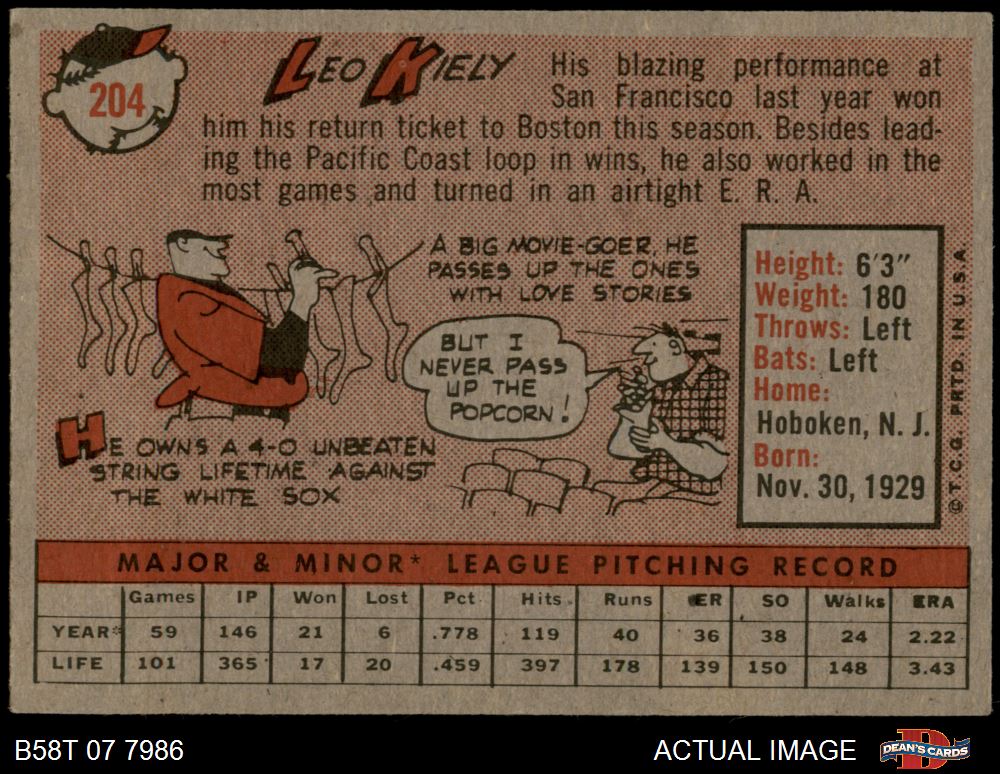 204
LEO KIELY
His blazing performance at
San Francisco last year won
him his return ticket to Boston this season. Besides lead-
ing the Pacific Coast loop in wins, he also worked in the
most games and turned in an airtight E. R. A.
A BIG MOVIE-GOER, HE
PASSES UP THE ONES
WITH LOVE STORIES
BUT I
NEVER PASS
UP THE
POPCORN!
HE OWNS A 4-0 UNBEATEN
STRING LIFETIME AGAINST
THE WHITE SOX
Height: 6'3"
Weight: 180
Throws: Left
Bats: Left
Home:
Hoboken, N. J.
Born:
Nov. 30, 1929
© T.C.G. PRTD. IN U.S.A.
MAJOR & MINOR* LEAGUE PITCHING RECORD
Games IP Won Lost Pct. Hits Runs ER SO Walks ERA
YEAR* 59 146 21 6 .778 119 40 36 38 24 2.22
LIFE 101 365 17 20 .459 397 178 139 150 148 3.43
B58T 07 7986
ACTUAL IMAGE
DEAN'S CARDS